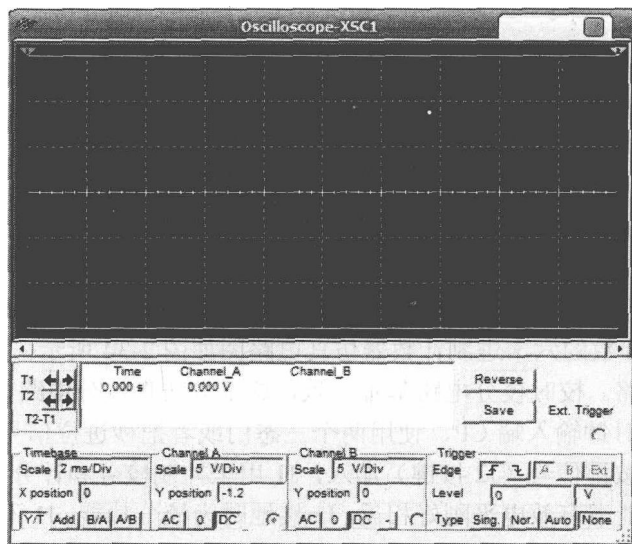 Oscilloscope-XSC1
Time Channel_A Channel_B
T1 0.000 s 0.000 V
T2
T2-T1
Reverse
Save
Ext. Trigger
Timebase
Scale 2 ms/Div
X position 0
Y/T Add B/A A/B
Channel A
Scale 5 V/Div
Y position -1.2
AC 0 DC
Channel B
Scale 5 V/Div
Y position 0
AC 0 DC -
Trigger
Edge A B Ext
Level 0 V
Type Sing. Nor. Auto None